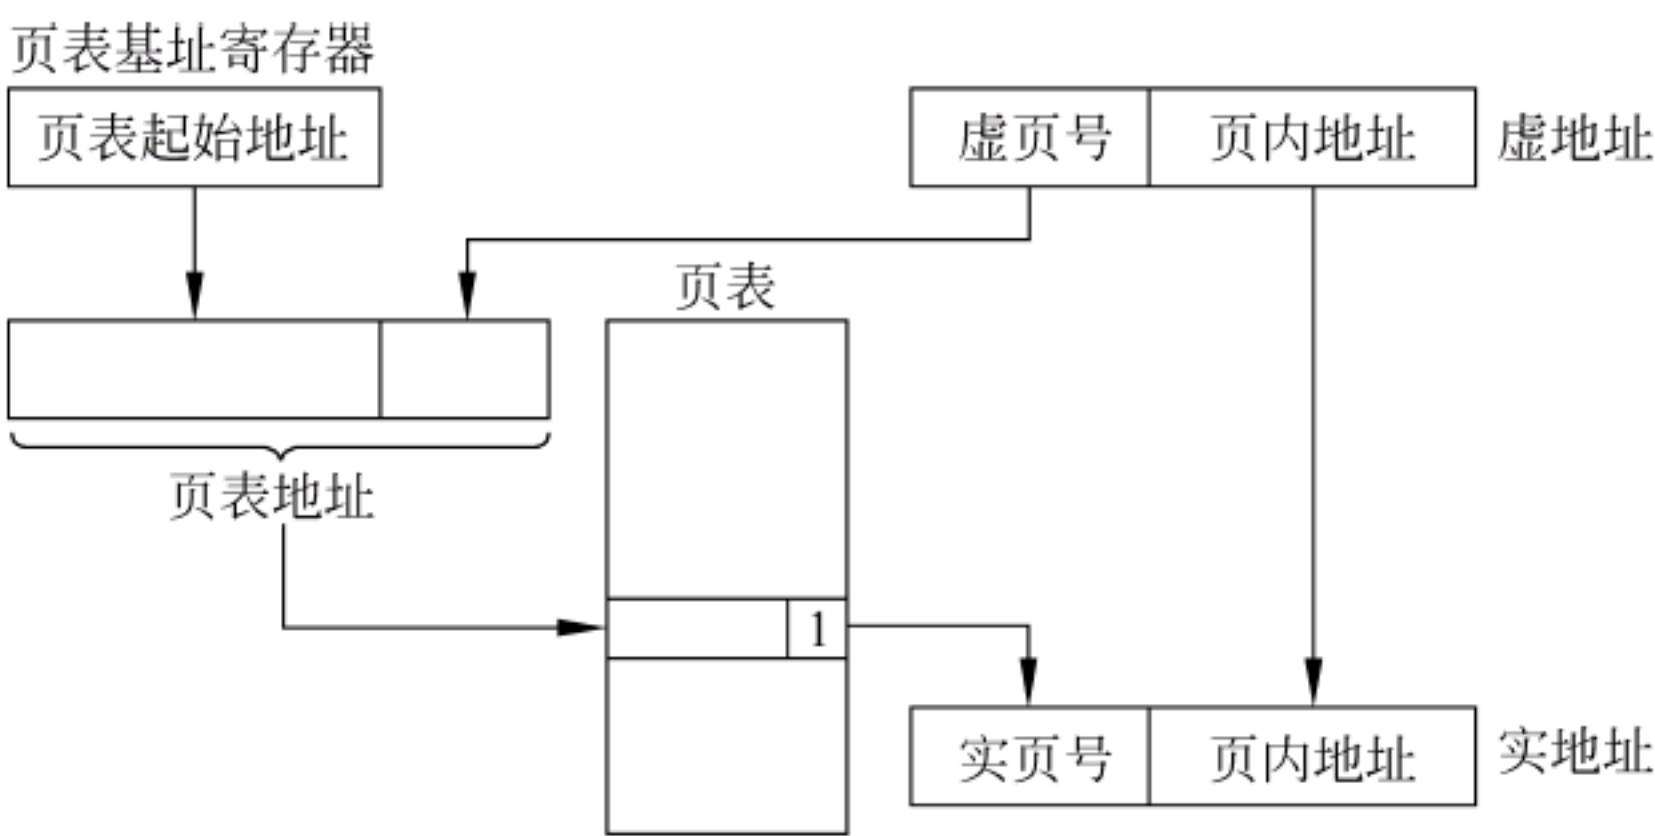 页表基址寄存器
页表起始地址
虚页号 页内地址 虚地址
页表
页表地址
1
实页号 页内地址 实地址